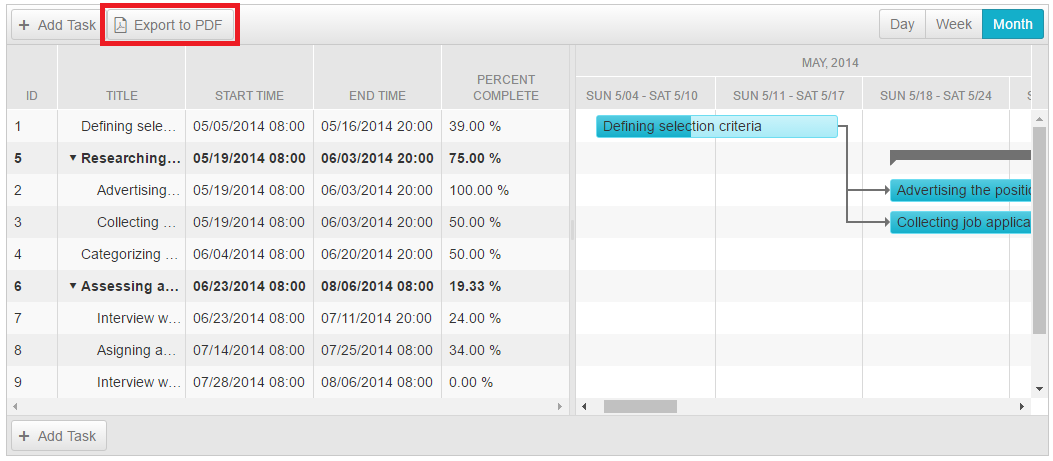 + Add Task Export to PDF Day Week Month
MAY, 2014
ID TITLE START TIME END TIME PERCENT COMPLETE SUN 5/04 - SAT 5/10 SUN 5/11 - SAT 5/17 SUN 5/18 - SAT 5/24
1 Defining sele... 05/05/2014 08:00 05/16/2014 20:00 39.00 % Defining selection criteria
5 Researching... 05/19/2014 08:00 06/03/2014 20:00 75.00 %
2 Advertising... 05/19/2014 08:00 06/03/2014 20:00 100.00 % Advertising the positio
3 Collecting ... 05/19/2014 08:00 06/03/2014 20:00 50.00 % Collecting job applica
4 Categorizing ... 06/04/2014 08:00 06/20/2014 20:00 50.00 %
6 Assessing a... 06/23/2014 08:00 08/06/2014 08:00 19.33 %
7 Interview w... 06/23/2014 08:00 07/11/2014 20:00 24.00 %
8 Asigning a... 07/14/2014 08:00 07/25/2014 08:00 34.00 %
9 Interview w... 07/28/2014 08:00 08/06/2014 08:00 0.00 %
+ Add Task